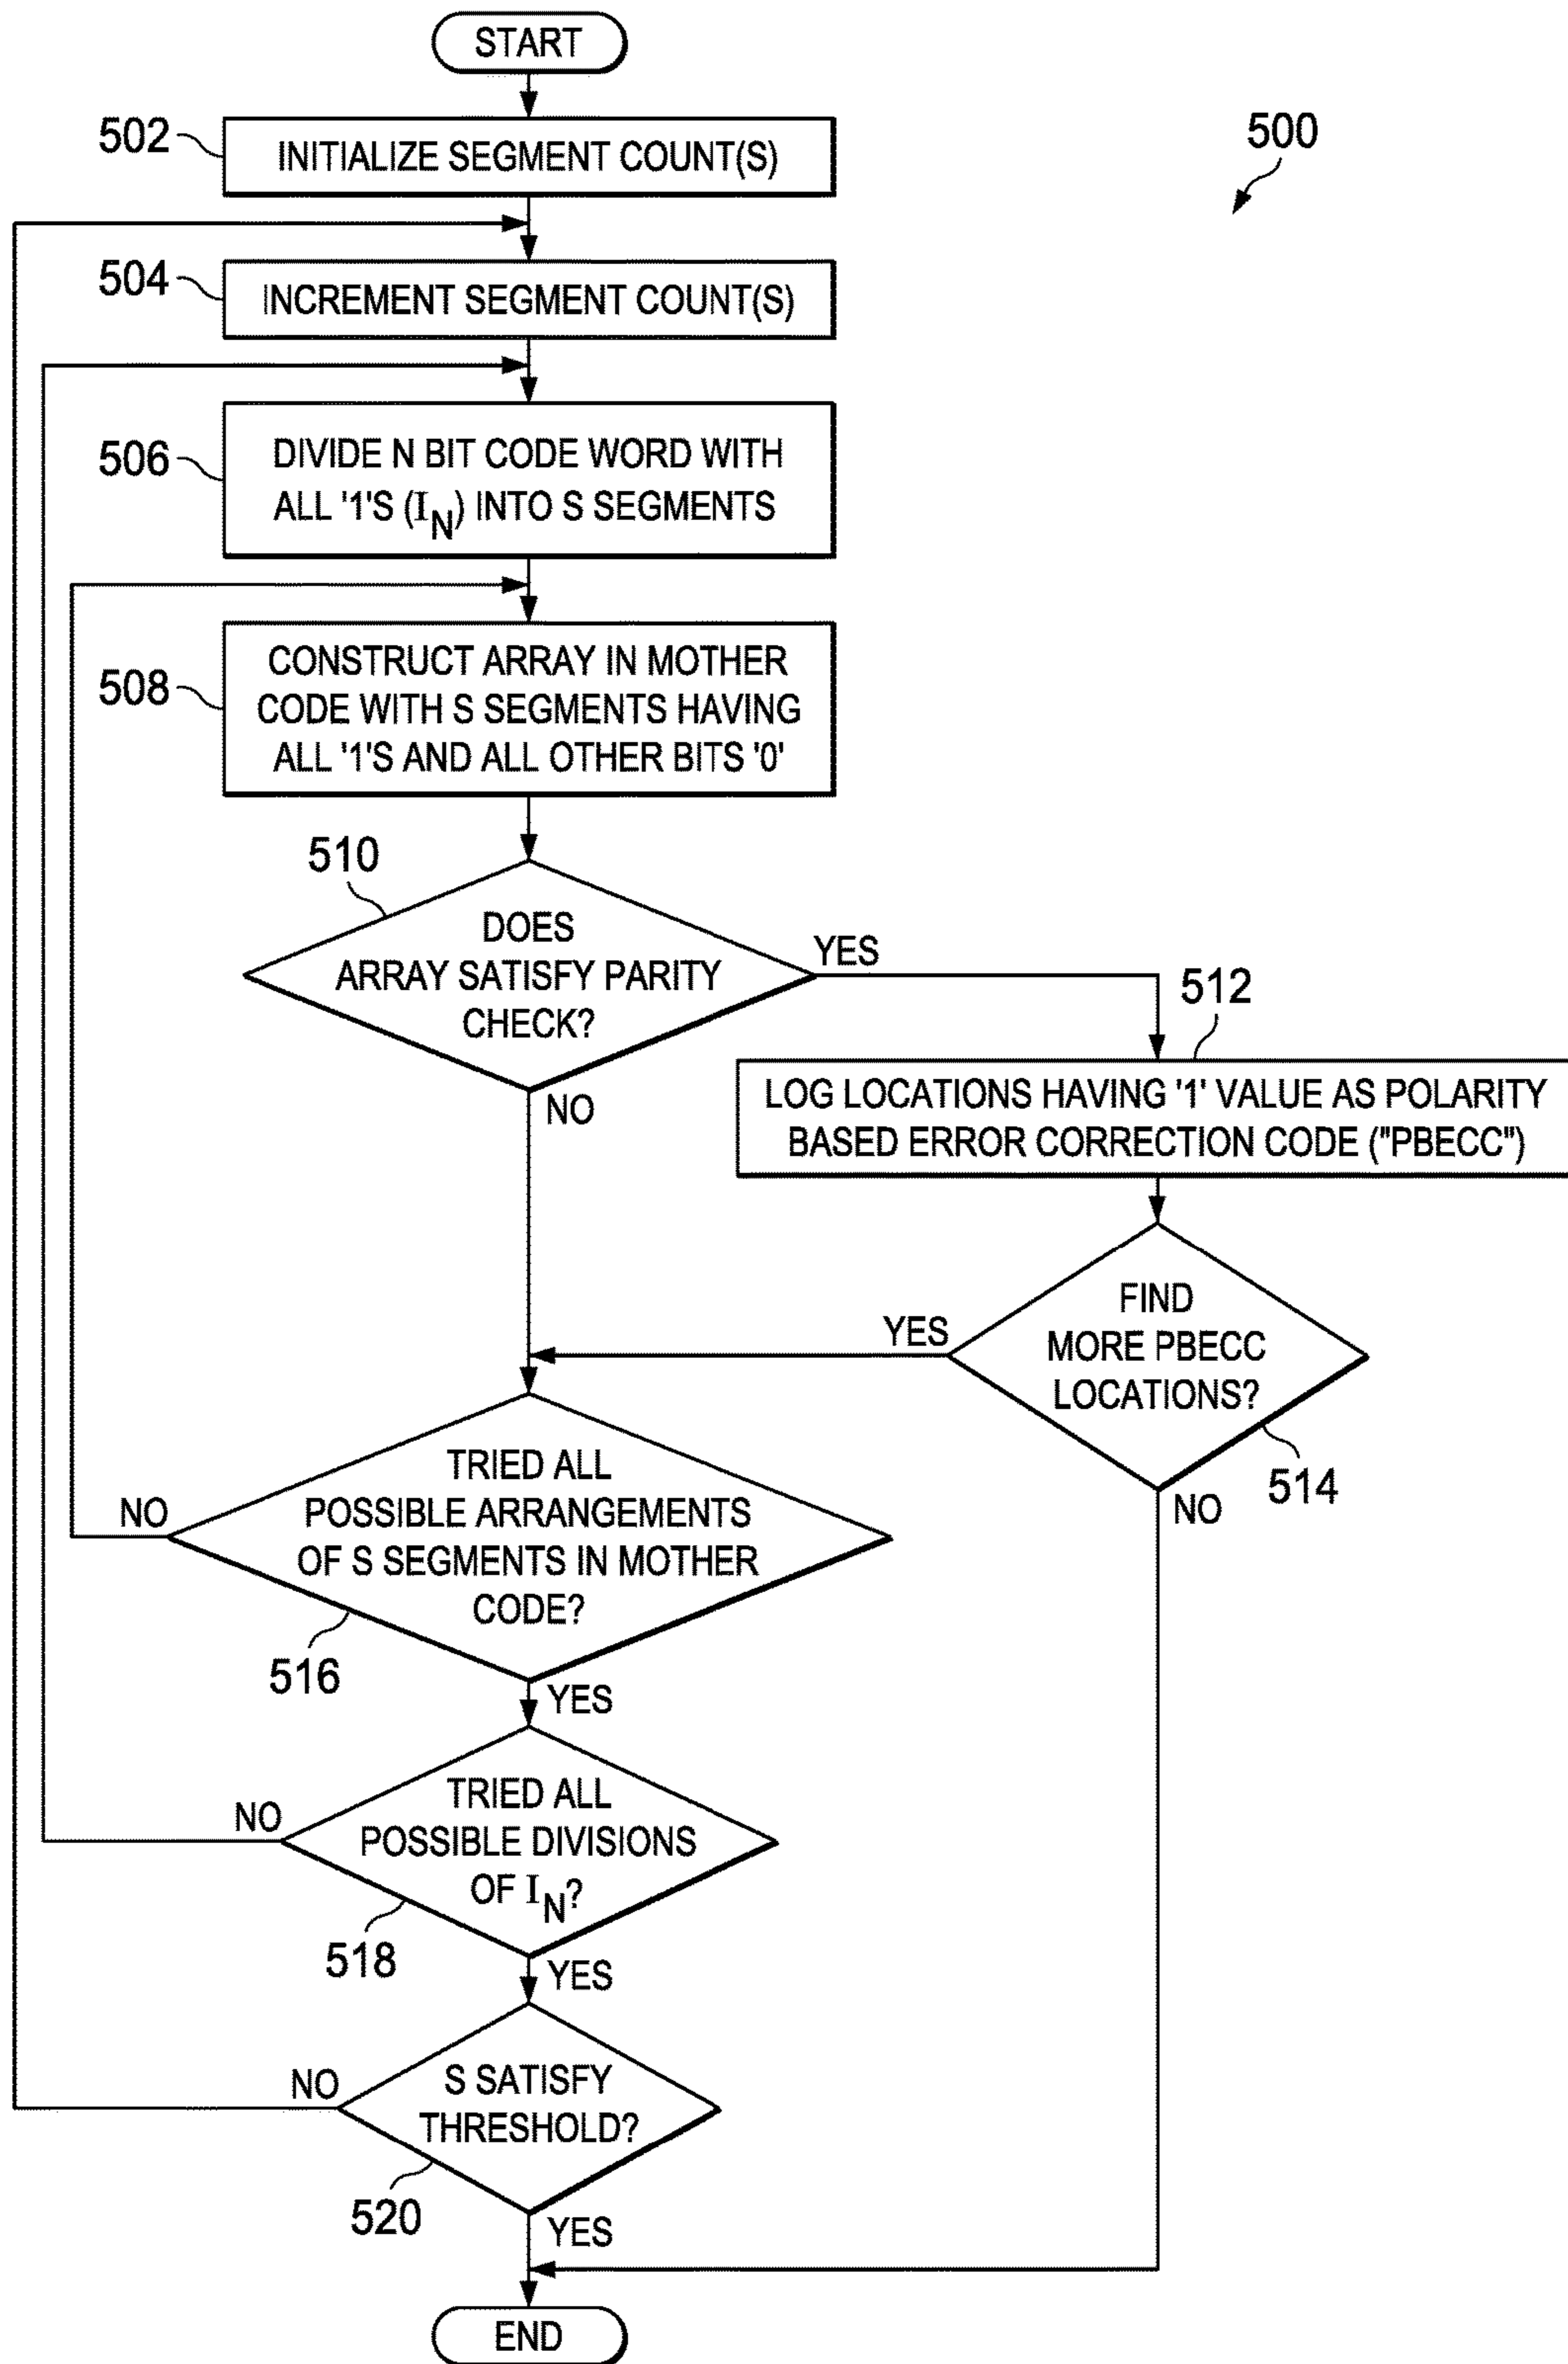 START
502
INITIALIZE SEGMENT COUNT(S)
500
504
INCREMENT SEGMENT COUNT(S)
506
DIVIDE N BIT CODE WORD WITH
ALL '1'S (I_N) INTO S SEGMENTS
508
CONSTRUCT ARRAY IN MOTHER
CODE WITH S SEGMENTS HAVING
ALL '1'S AND ALL OTHER BITS '0'
510
DOES
ARRAY SATISFY PARITY
CHECK?
YES
NO
512
LOG LOCATIONS HAVING '1' VALUE AS POLARITY
BASED ERROR CORRECTION CODE ("PBECC")
FIND
MORE PBECC
LOCATIONS?
YES
514
NO
TRIED ALL
POSSIBLE ARRANGEMENTS
OF S SEGMENTS IN MOTHER
CODE?
NO
516
YES
TRIED ALL
POSSIBLE DIVISIONS
OF I_N?
NO
518
YES
S SATISFY
THRESHOLD?
NO
520
YES
END